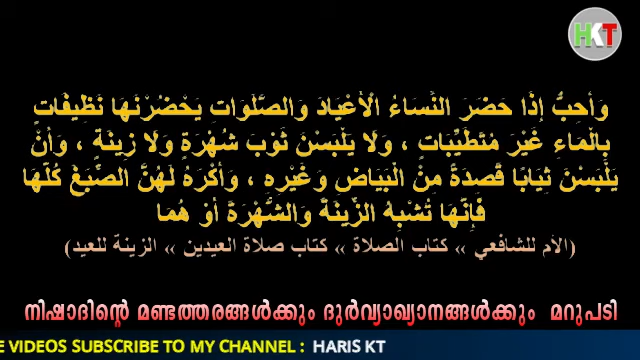 HKT
وَأُحِبُّ إِذَا حَضَرَ النِّسَاءُ الْأَعْيَادَ وَالصَّلَوَاتِ يَحْضُرْنَهَا نَظِيفَاتٍ
بِالْمَاءِ غَيْرَ مُتَطَيِّبَاتٍ ، وَلَا يَلْبَسْنَ ثَوْبَ شُهْرَةٍ وَلَا زِينَةٍ ، وَأَنْ
يَلْبَسْنَ ثِيَابًا قَصِدَةً مِنْ الْبَيَاضِ وَغَيْرِهِ ، وَأَكْرَهُ لَهُنَّ الصِّبَغَ كُلَّهَا
فَإِنَّهَا تُشْبِهُ الزِّينَةَ وَالشُّهْرَةَ أَوْ هُمَا
(الأم للشافعي » كتاب الصلاة » كتاب صلاة العيدين » الزينة للعيد)
നിഷാദിന്റെ മണ്ടത്തരങ്ങൾക്കും ദുർവ്യാഖ്യാനങ്ങൾക്കും മറുപടി
E VIDEOS SUBSCRIBE TO MY CHANNEL : HARIS KT